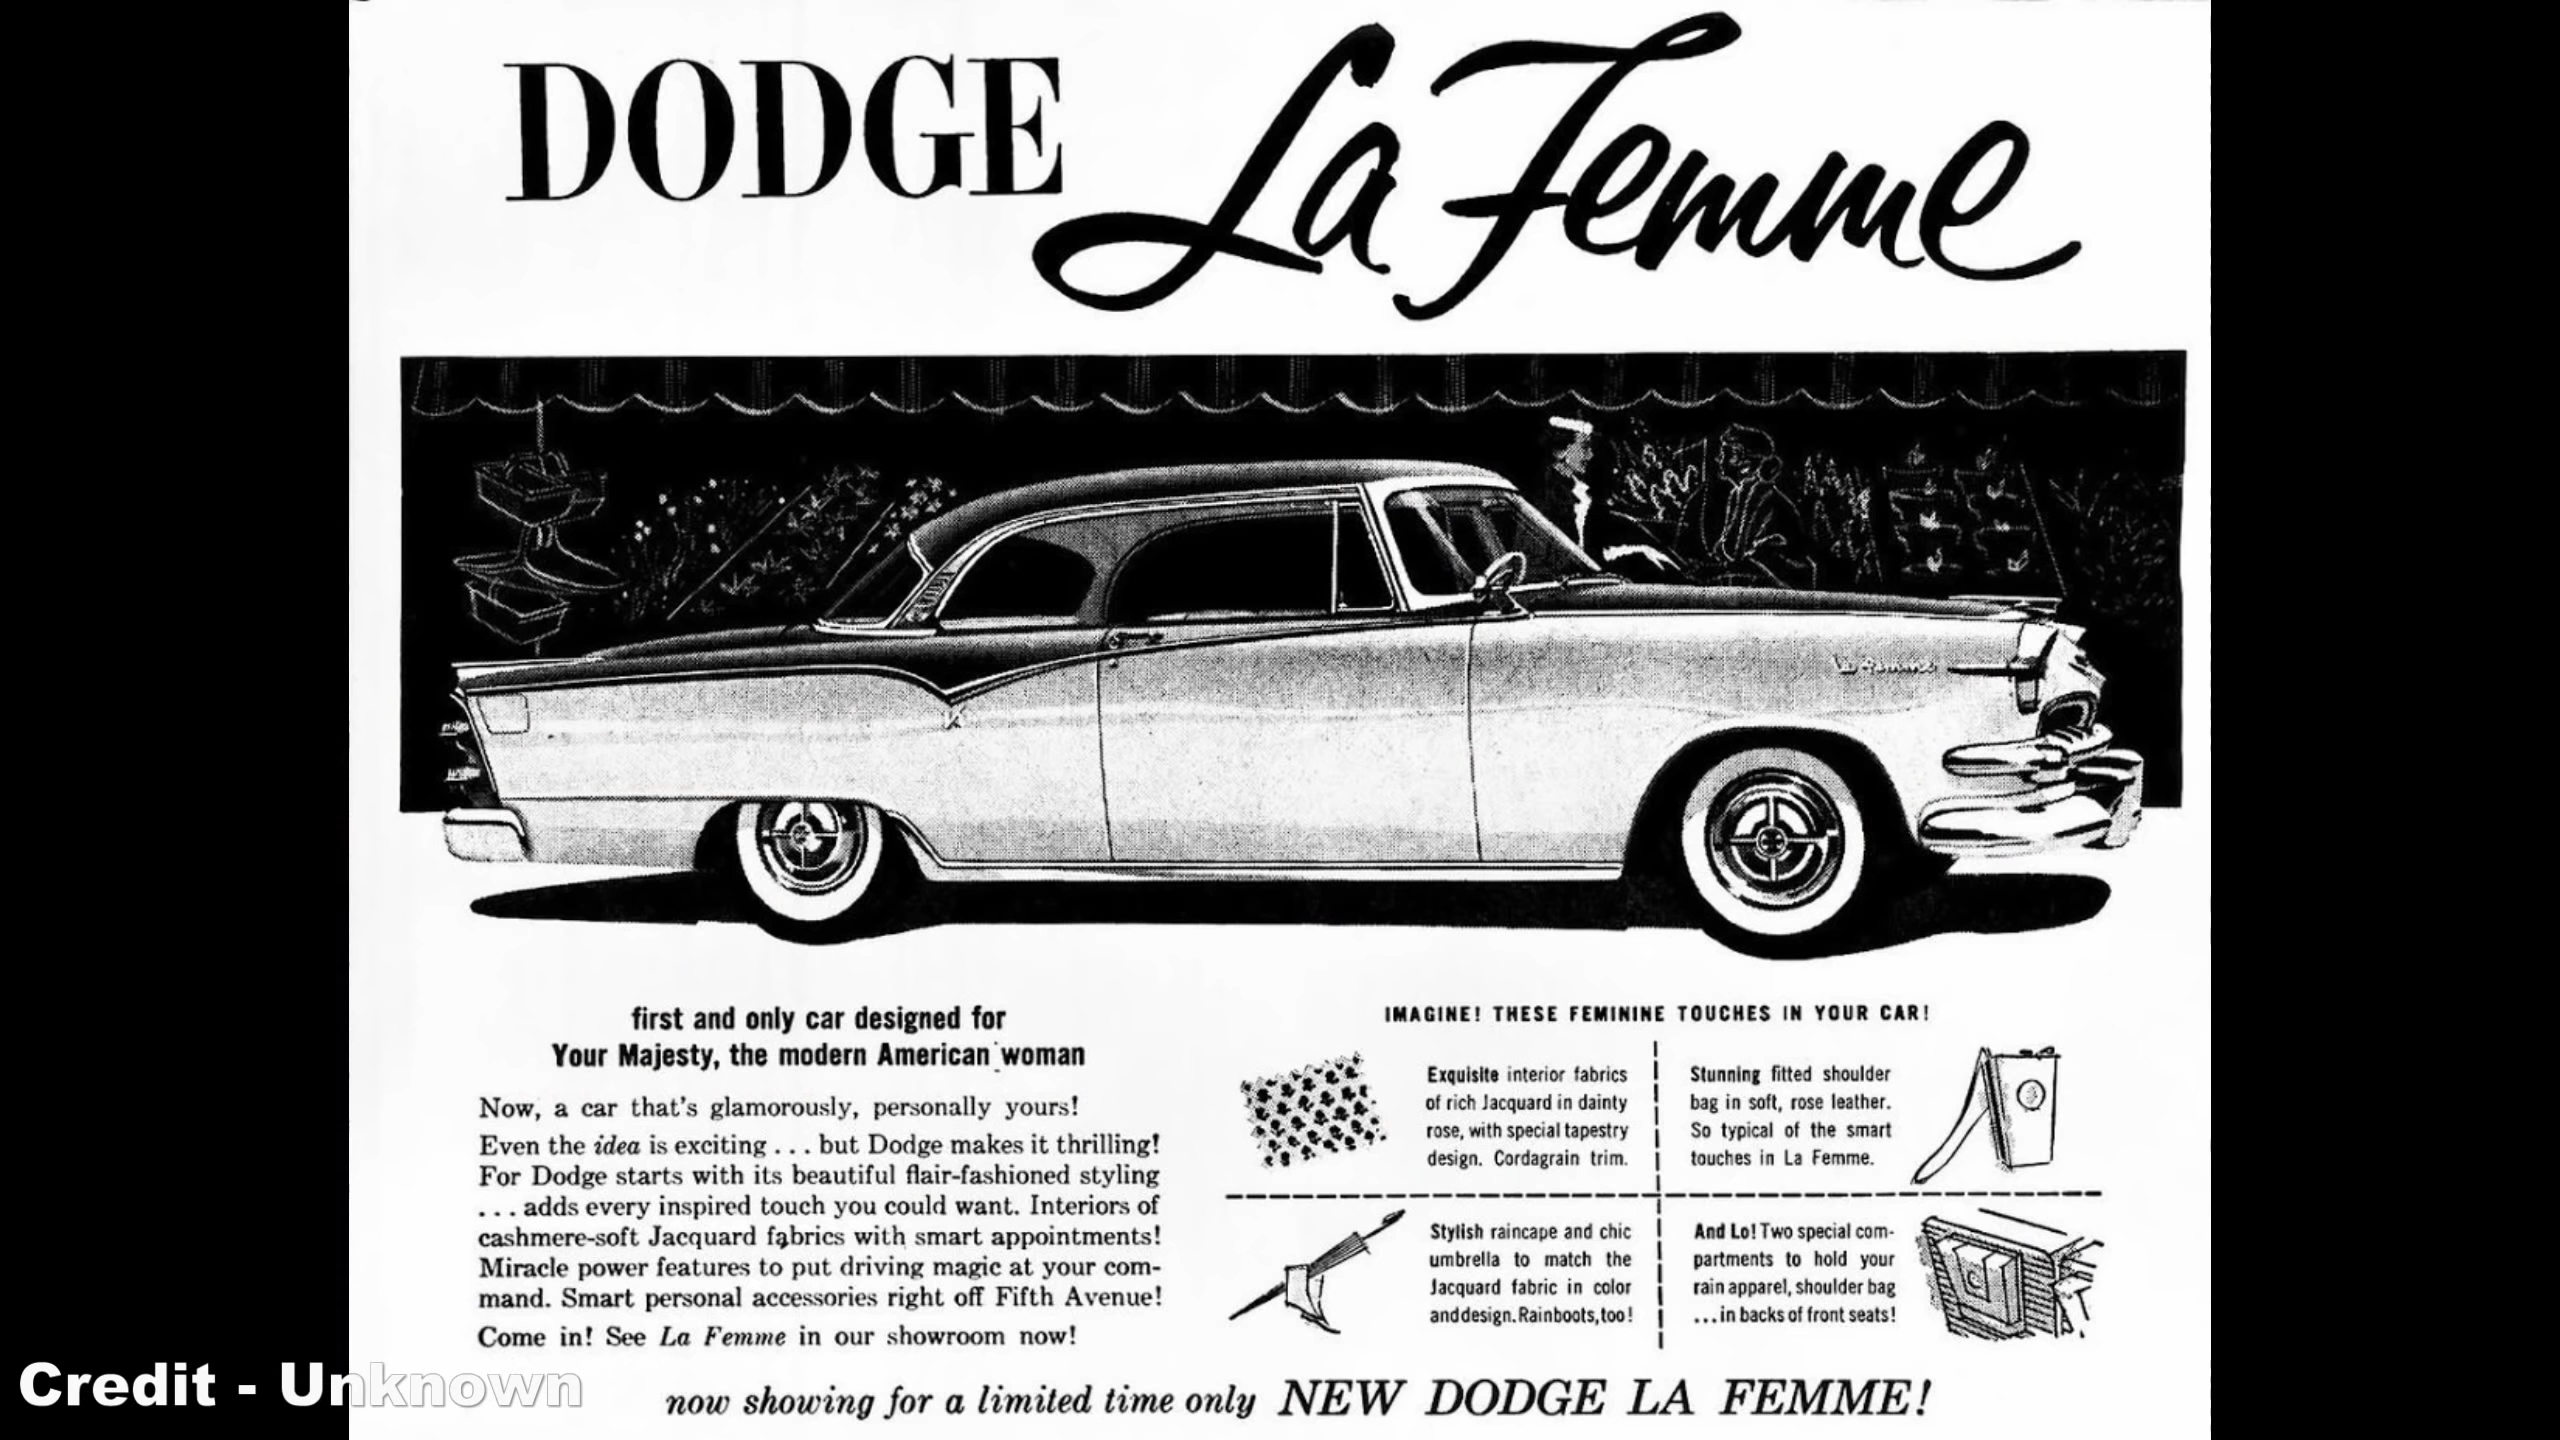 DODGE La Femme
La Femme
first and only car designed for
Your Majesty, the modern American woman
Now, a car that's glamorously, personally yours!
Even the idea is exciting . . . but Dodge makes it thrilling!
For Dodge starts with its beautiful flair-fashioned styling
. . . adds every inspired touch you could want. Interiors of
cashmere-soft Jacquard fabrics with smart appointments!
Miracle power features to put driving magic at your com-
mand. Smart personal accessories right off Fifth Avenue!
Come in! See La Femme in our showroom now!
IMAGINE! THESE FEMININE TOUCHES IN YOUR CAR!
Exquisite interior fabrics
of rich Jacquard in dainty
rose, with special tapestry
design. Cordagrain trim.
Stunning fitted shoulder
bag in soft, rose leather.
So typical of the smart
touches in La Femme.
Stylish raincape and chic
umbrella to match the
Jacquard fabric in color
and design. Rainboots, too!
And Lo! Two special com-
partments to hold your
rain apparel, shoulder bag
. . . in backs of front seats!
now showing for a limited time only NEW DODGE LA FEMME!
Credit - Unknown